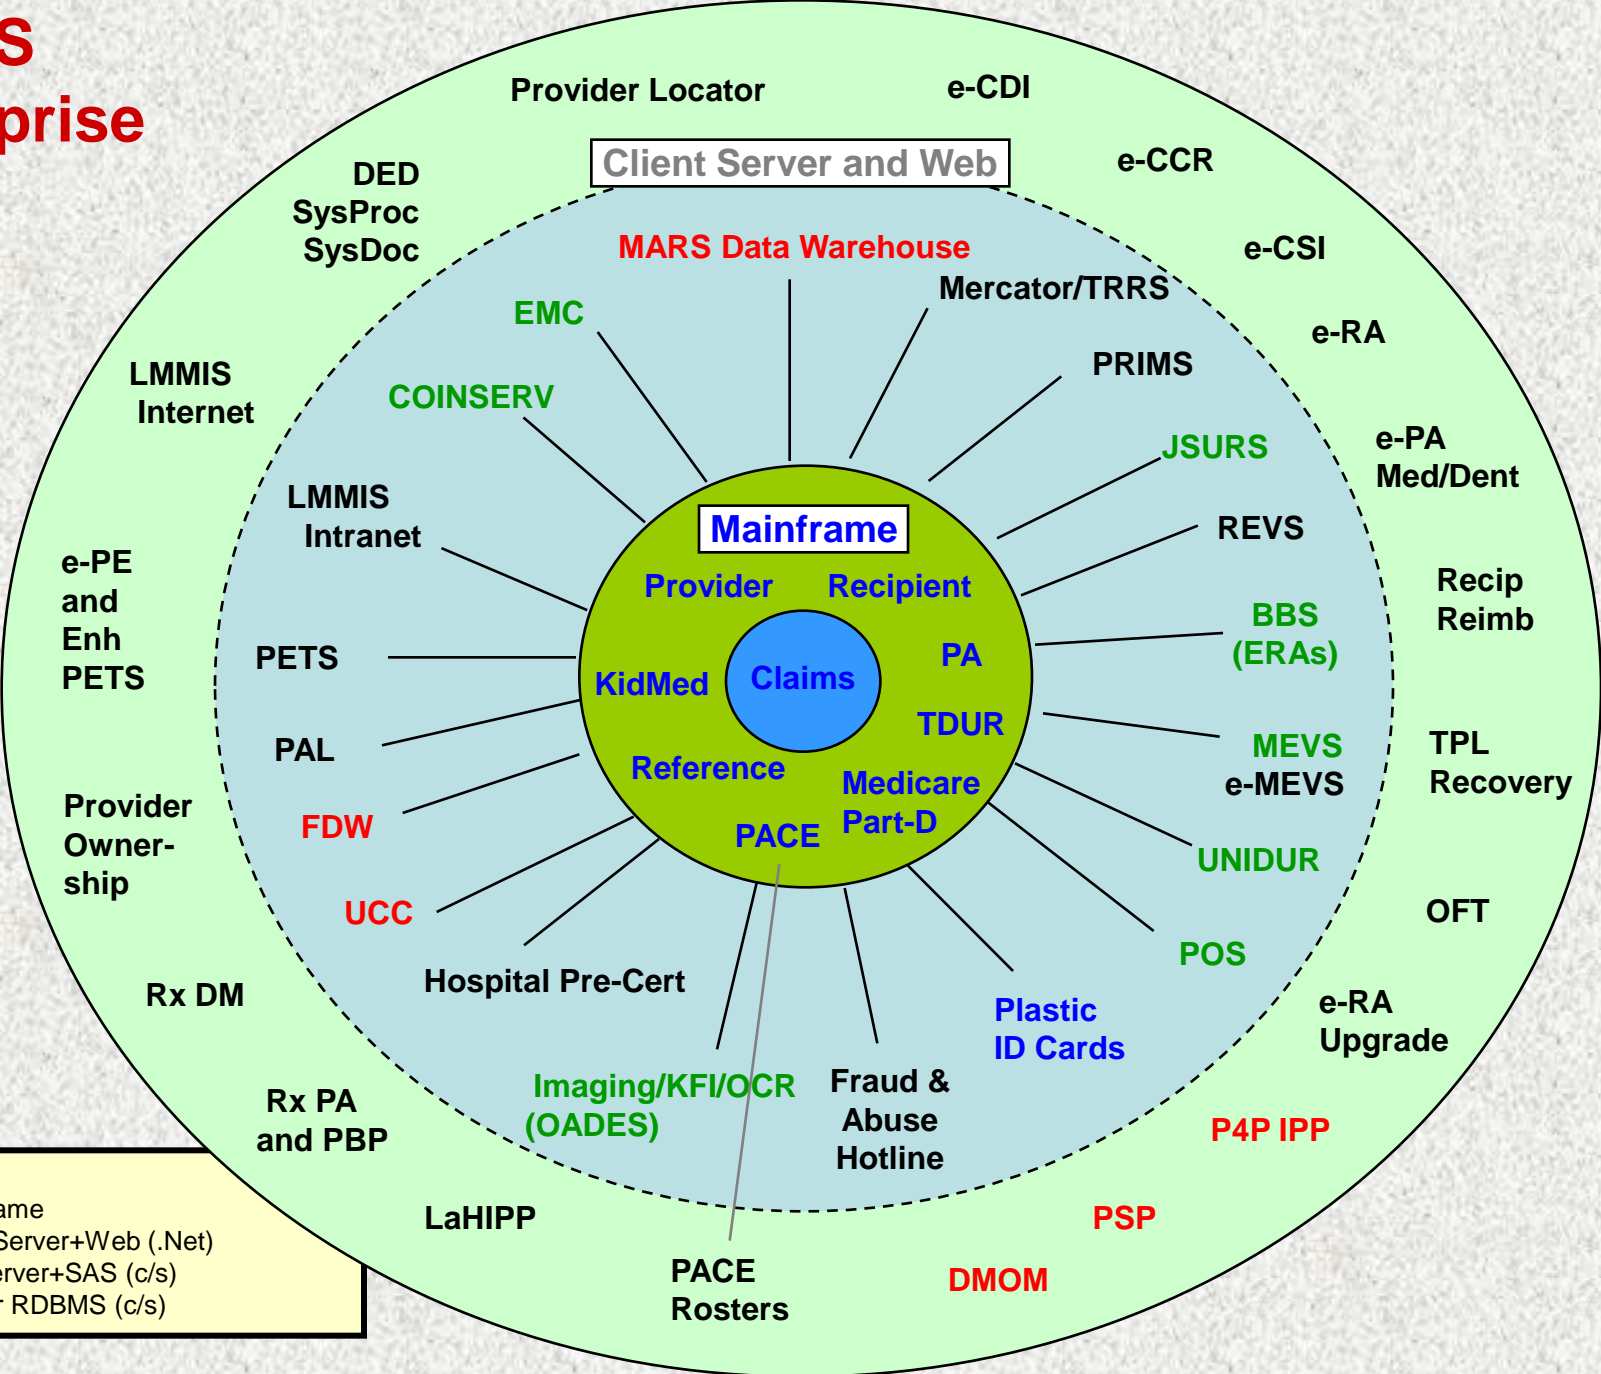 S
prise
Provider Locator
e-CDI
Client Server and Web
e-CCR
DED
SysProc
SysDoc
e-CSI
MARS Data Warehouse
Mercator/TRRS
EMC
e-RA
LMMIS
Internet
PRIMS
COINSERV
e-PA
Med/Dent
JSURS
LMMIS
Intranet
REVS
Mainframe
e-PE
and
Enh
PETS
Provider
Recipient
Recip
Reimb
BBS
(ERAs)
PETS
PA
KidMed
Claims
TDUR
PAL
MEVS
e-MEVS
TPL
Recovery
Reference
Medicare
Part-D
Provider
Owner-
ship
FDW
PACE
UNIDUR
UCC
OFT
POS
Hospital Pre-Cert
Rx DM
Plastic
ID Cards
e-RA
Upgrade
Imaging/KFI/OCR
(OADES)
Fraud &
Abuse
Hotline
Rx PA
and PBP
P4P IPP
LaHIPP
PSP
PACE
Rosters
DMOM
ame
Server+Web (.Net)
erver+SAS (c/s)
r RDBMS (c/s)